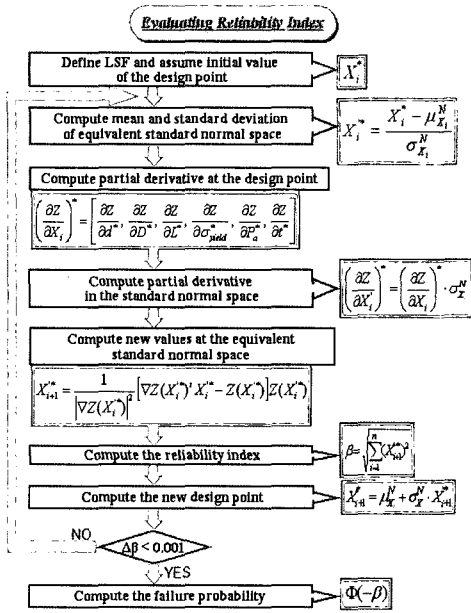 Evaluating Reliability Index
Define LSF and assume initial value
of the design point
X_i^*
Compute mean and standard deviation
of equivalent standard normal space
X_i'^* = (X_i^* − μ_{X_i}^N) / σ_{X_i}^N
Compute partial derivative at the design point
(∂Z/∂X_i)^* = [∂Z/∂d^*, ∂Z/∂D^*, ∂Z/∂L^*, ∂Z/∂σ_{yield}^*, ∂Z/∂P_a^*, ∂Z/∂t^*]
Compute partial derivative
in the standard normal space
(∂Z/∂X_i')^* = (∂Z/∂X_i)^* · σ_X^N
Compute new values at the equivalent
standard normal space
X_{i+1}'^* = 1/|∇Z(X_i'^*)|^2 [∇Z(X_i'^*)^t X_i'^* − Z(X_i'^*)] Z(X_i'^*)
Compute the reliability index
β = √(∑_{i=1}^n (X_{i+1}'^*)^2)
Compute the new design point
X_{i+1}^* = μ_X^N + σ_X^N · X_{i+1}'^*
NO
Δβ < 0.001
YES
Compute the failure probability
Φ(−β)